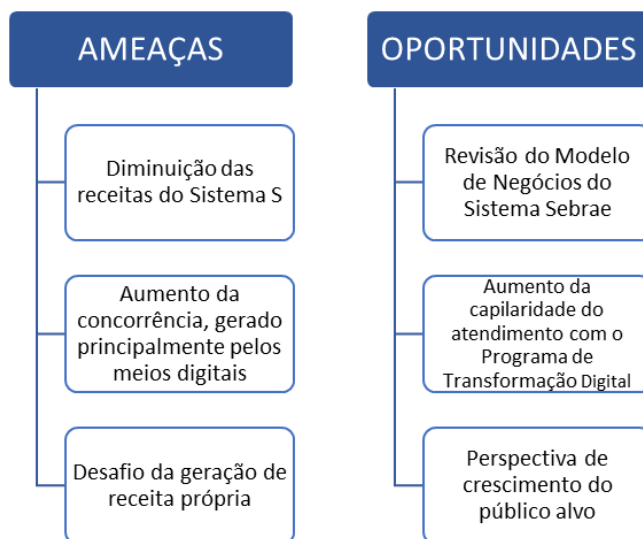 AMEAÇAS
Diminuição das
receitas do Sistema S
Aumento da
concorrência, gerado
principalmente pelos
meios digitais
Desafio da geração de
receita própria
OPORTUNIDADES
Revisão do Modelo
de Negócios do
Sistema Sebrae
Aumento da
capilaridade do
atendimento com o
Programa de
Transformação Digital
Perspectiva de
crescimento do
público alvo